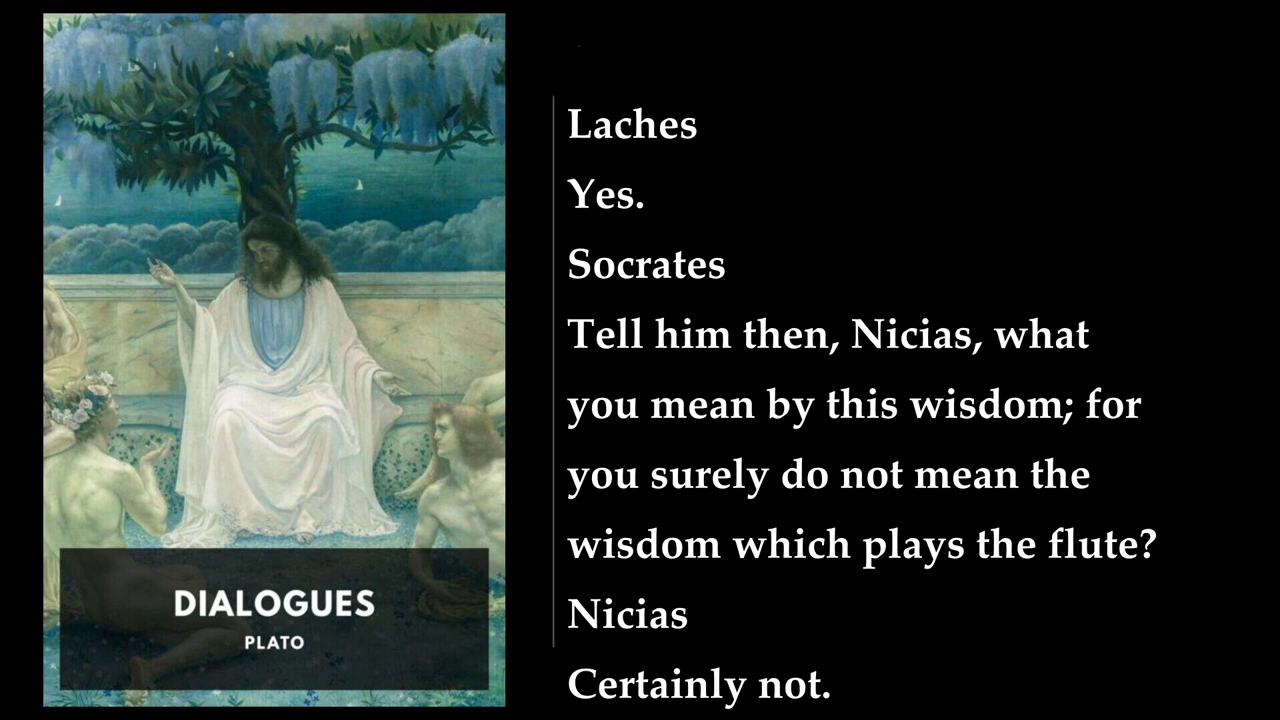 DIALOGUES
PLATO
Laches
Yes.
Socrates
Tell him then, Nicias, what
you mean by this wisdom; for
you surely do not mean the
wisdom which plays the flute?
Nicias
Certainly not.